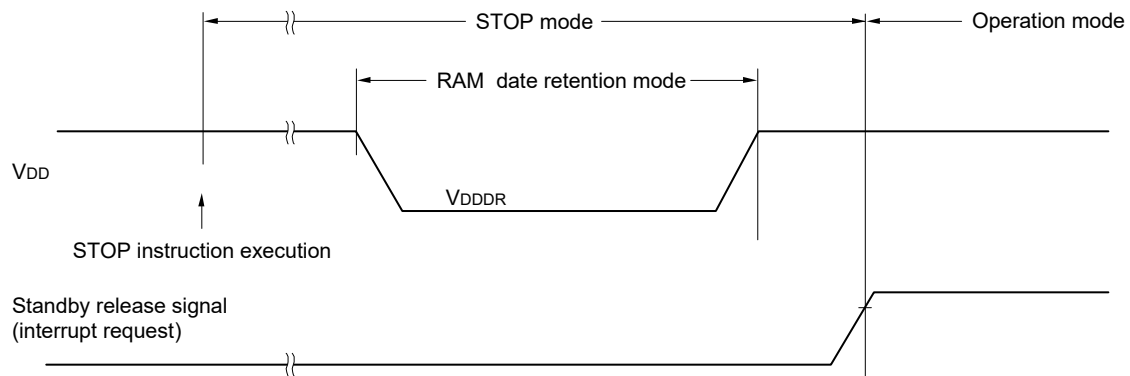 STOP mode
Operation mode
RAM date retention mode
VDD
VDDDR
STOP instruction execution
Standby release signal
(interrupt request)